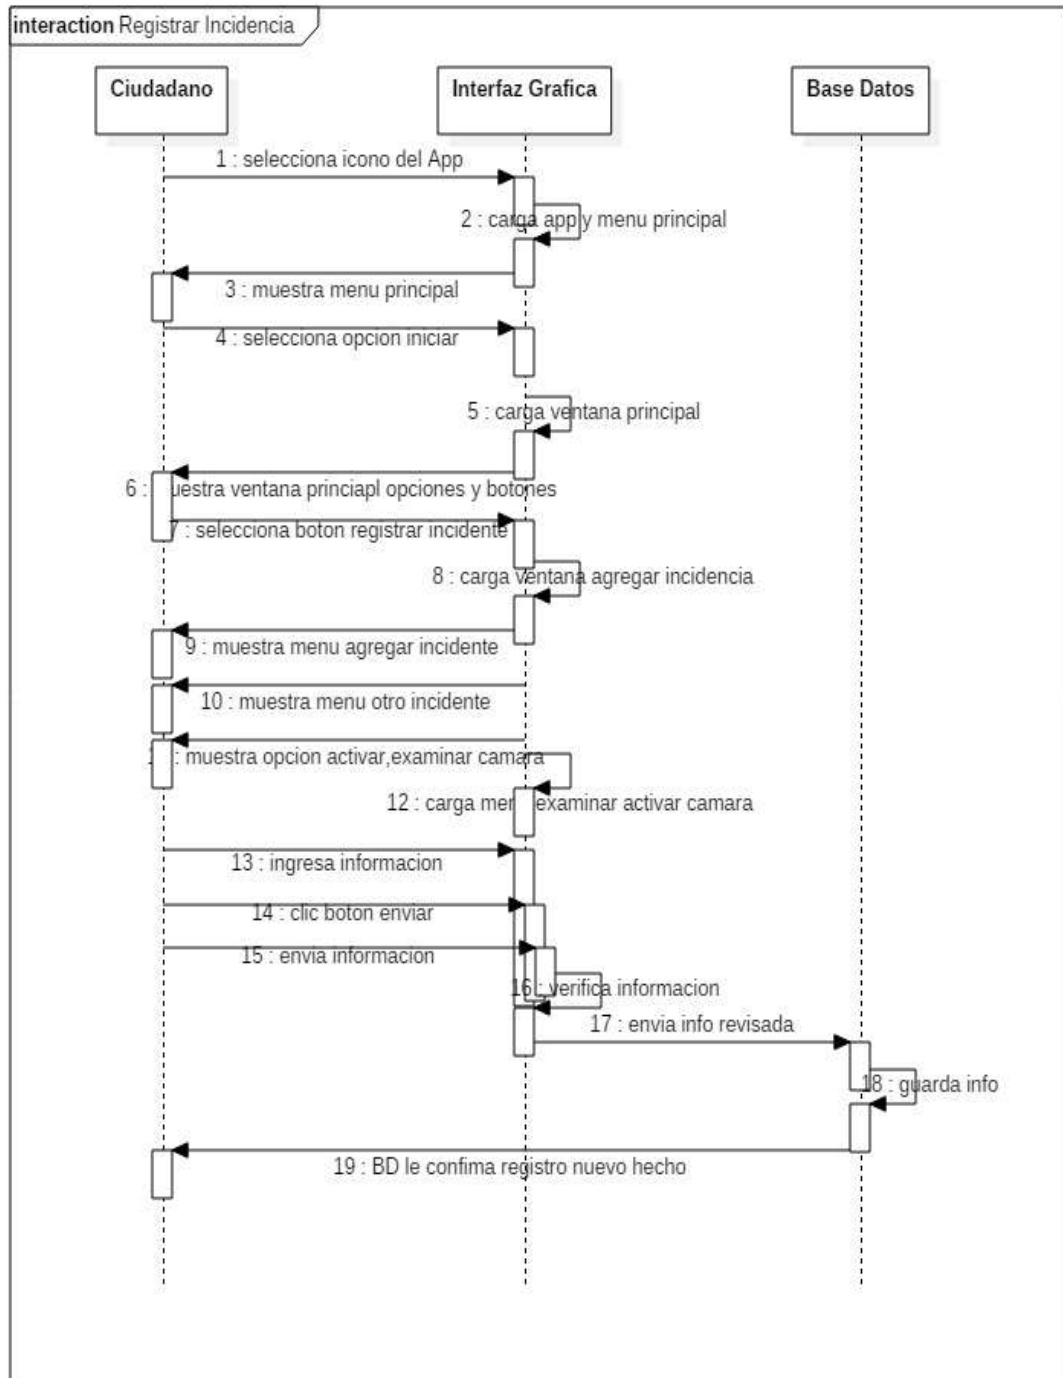 interaction Registrar Incidencia
Ciudadano
Interfaz Grafica
Base Datos
1 : selecciona icono del App
2 : carga app y menu principal
3 : muestra menu principal
4 : selecciona opcion iniciar
5 : carga ventana principal
6 : muestra ventana princiapl opciones y botones
7 : selecciona boton registrar incidente
8 : carga ventana agregar incidencia
9 : muestra menu agregar incidente
10 : muestra menu otro incidente
11 : muestra opcion activar,examinar camara
12 : carga menu examinar activar camara
13 : ingresa informacion
14 : clic boton enviar
15 : envia informacion
16 : verifica informacion
17 : envia info revisada
18 : guarda info
19 : BD le confima registro nuevo hecho